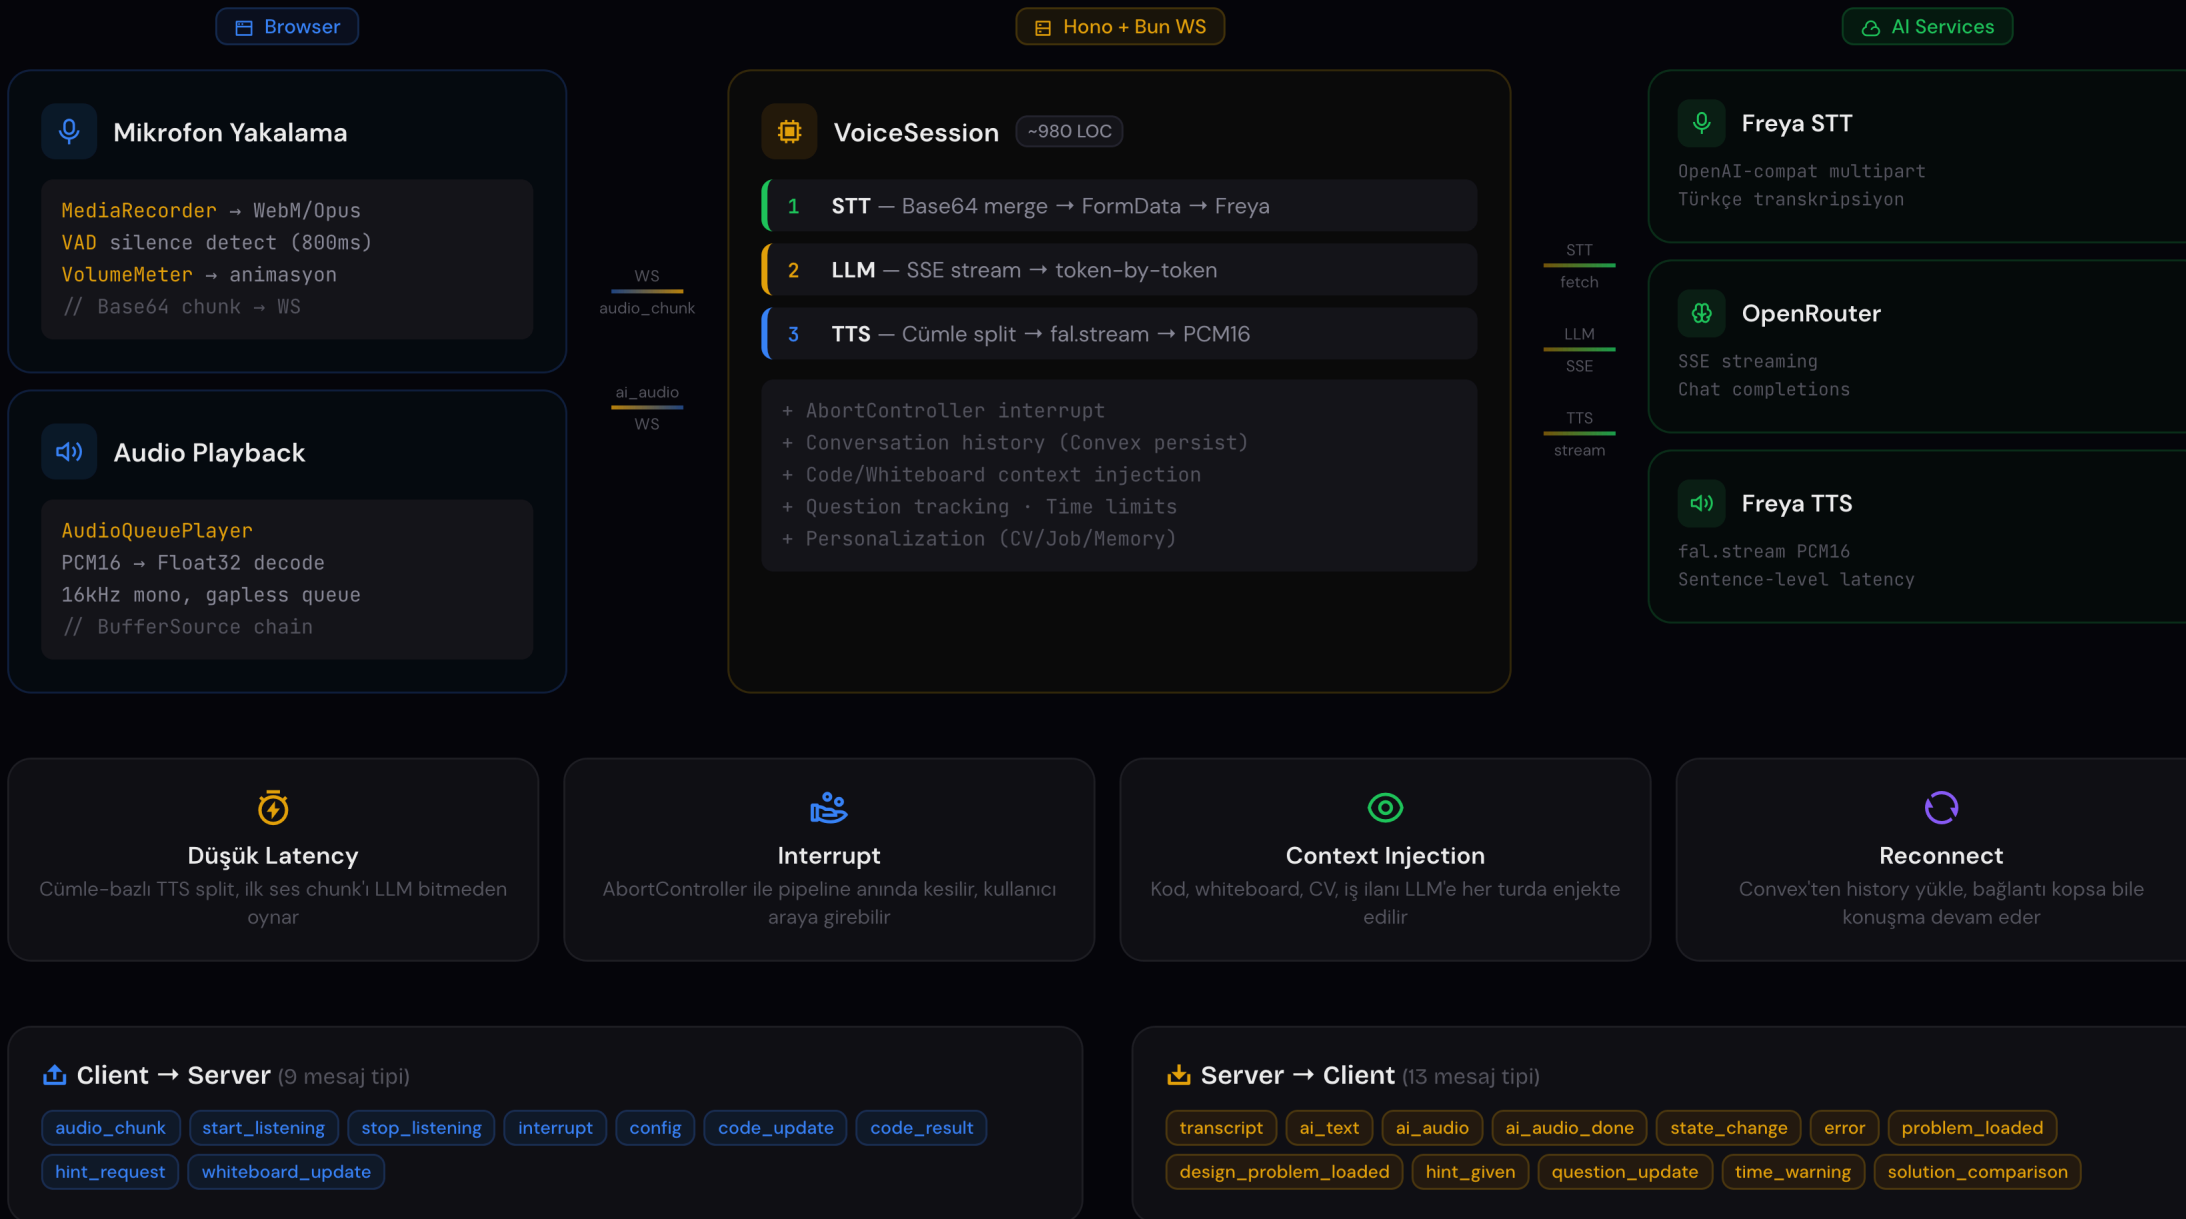 Browser
Hono + Bun WS
AI Services
Mikrofon Yakalama
MediaRecorder → WebM/Opus
VAD silence detect (800ms)
VolumeMeter → animasyon
// Base64 chunk → WS
Audio Playback
AudioQueuePlayer
PCM16 → Float32 decode
16kHz mono, gapless queue
// BufferSource chain
WS
audio_chunk
ai_audio
WS
VoiceSession ~980 LOC
1 STT — Base64 merge → FormData → Freya
2 LLM — SSE stream → token-by-token
3 TTS — Cümle split → fal.stream → PCM16
+ AbortController interrupt
+ Conversation history (Convex persist)
+ Code/Whiteboard context injection
+ Question tracking · Time limits
+ Personalization (CV/Job/Memory)
STT
fetch
LLM
SSE
TTS
stream
Freya STT
OpenAI-compat multipart
Türkçe transkripsiyon
OpenRouter
SSE streaming
Chat completions
Freya TTS
fal.stream PCM16
Sentence-level latency
Düşük Latency
Cümle-bazlı TTS split, ilk ses chunk'ı LLM bitmeden
oynar
Interrupt
AbortController ile pipeline anında kesilir, kullanıcı
araya girebilir
Context Injection
Kod, whiteboard, CV, iş ilanı LLM'e her turda enjekte
edilir
Reconnect
Convex'ten history yükle, bağlantı kopsa bile
konuşma devam eder
Client → Server (9 mesaj tipi)
audio_chunk start_listening stop_listening interrupt config code_update code_result
hint_request whiteboard_update
Server → Client (13 mesaj tipi)
transcript ai_text ai_audio ai_audio_done state_change error problem_loaded
design_problem_loaded hint_given question_update time_warning solution_comparison